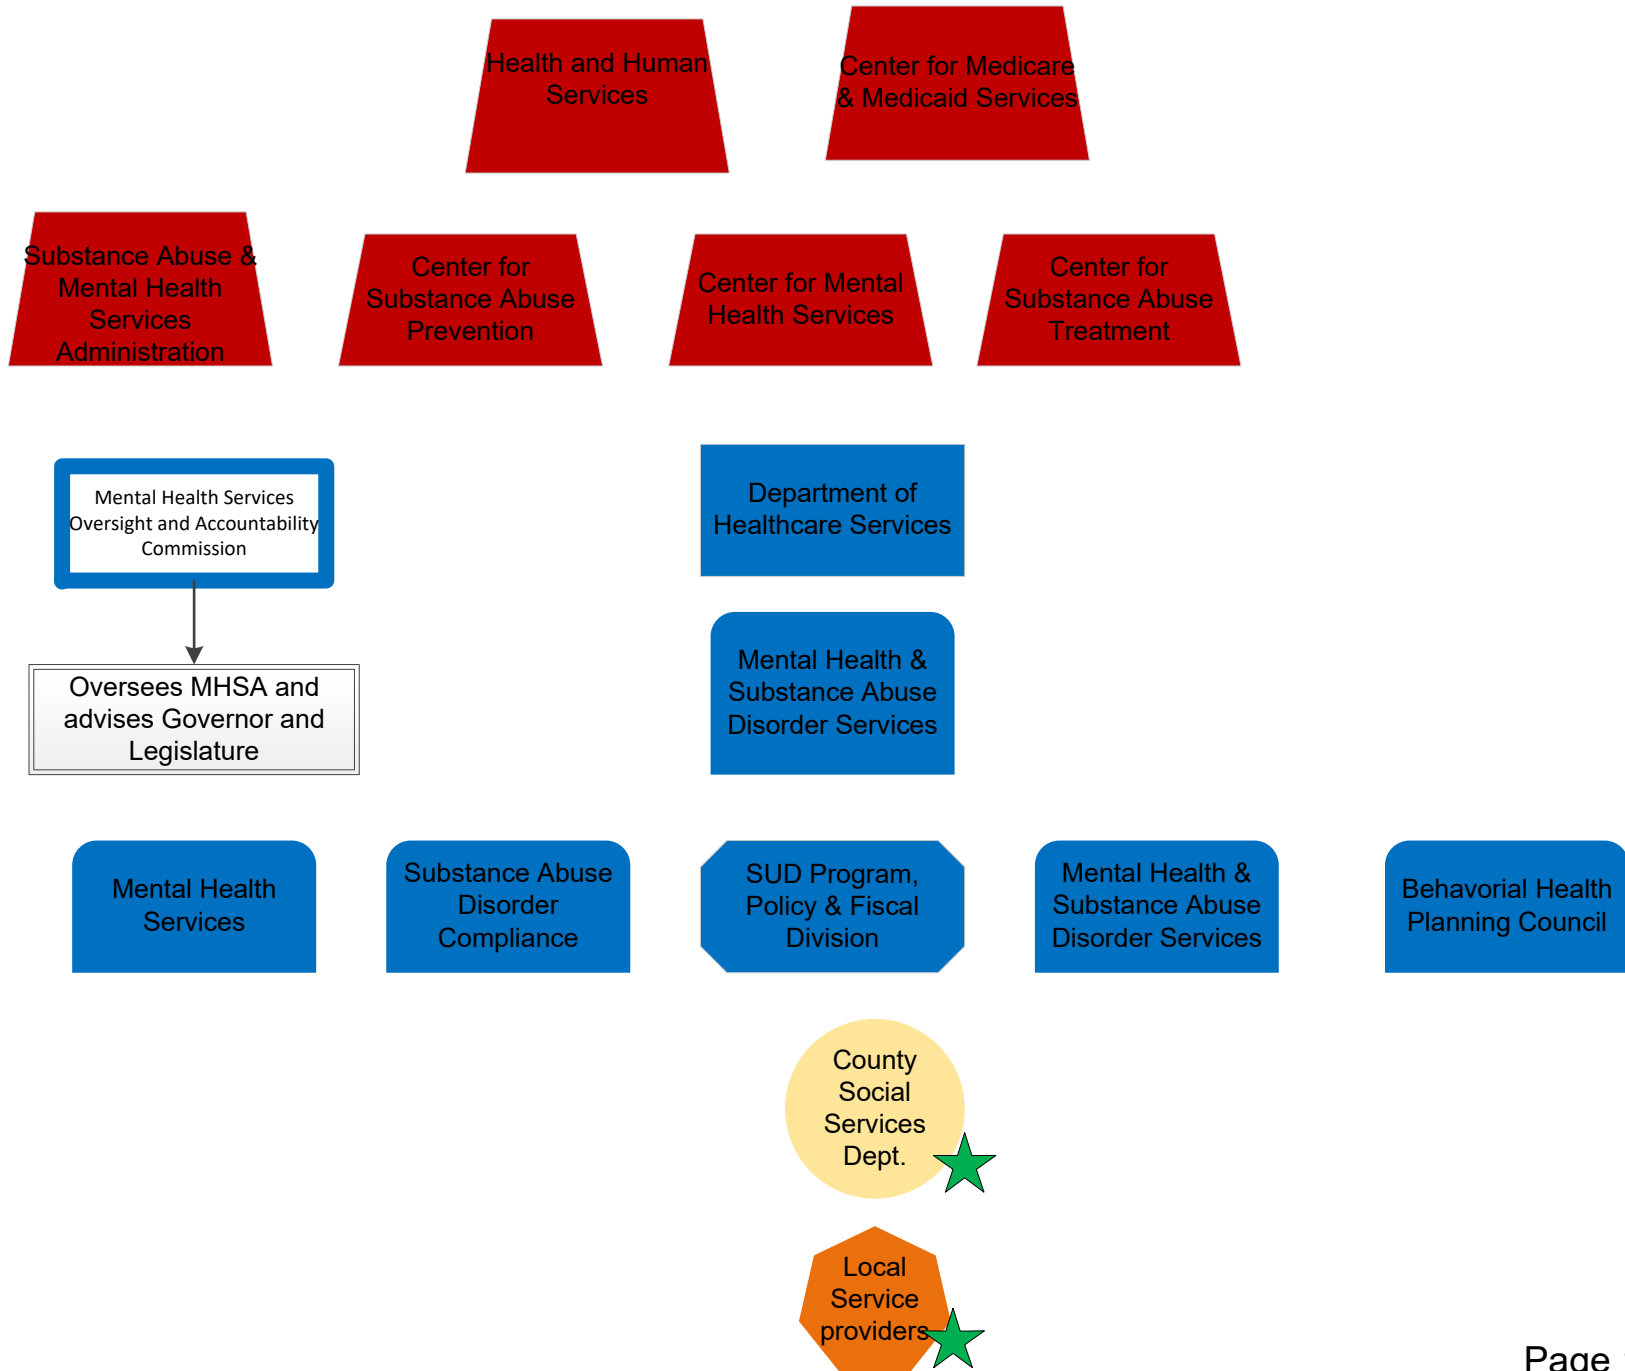 Health and Human
Services
Center for Medicare
& Medicaid Services
Substance Abuse &
Mental Health
Services
Administration
Center for
Substance Abuse
Prevention
Center for Mental
Health Services
Center for
Substance Abuse
Treatment
Mental Health Services
Oversight and Accountability
Commission
Department of
Healthcare Services
Oversees MHSA and
advises Governor and
Legislature
Mental Health &
Substance Abuse
Disorder Services
Mental Health
Services
Substance Abuse
Disorder
Compliance
SUD Program,
Policy & Fiscal
Division
Mental Health &
Substance Abuse
Disorder Services
Behavorial Health
Planning Council
County
Social
Services
Dept.
Local
Service
providers
Page